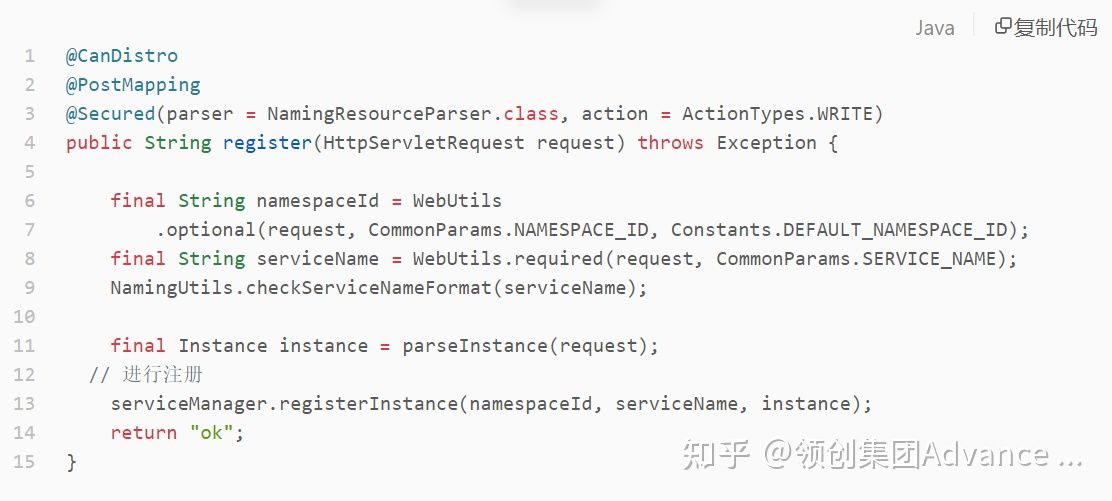 Java 复制代码
1 @CanDistro
2 @PostMapping
3 @Secured(parser = NamingResourceParser.class, action = ActionTypes.WRITE)
4 public String register(HttpServletRequest request) throws Exception {
5
6     final String namespaceId = WebUtils
7         .optional(request, CommonParams.NAMESPACE_ID, Constants.DEFAULT_NAMESPACE_ID);
8     final String serviceName = WebUtils.required(request, CommonParams.SERVICE_NAME);
9     NamingUtils.checkServiceNameFormat(serviceName);
10
11     final Instance instance = parseInstance(request);
12   // 进行注册
13     serviceManager.registerInstance(namespaceId, serviceName, instance);
14     return "ok";
15 }
知乎 @领创集团Advance ...